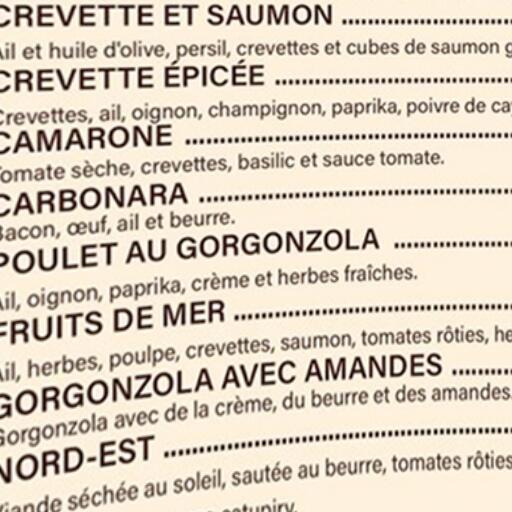 CREVETTE ET SAUMON ....................
Ail et huile d'olive, persil, crevettes et cubes de saumon
CREVETTE ÉPICÉE ....................
Crevettes, ail, oignon, champignon, paprika, poivre de
CAMARONE ....................
Tomate sèche, crevettes, basilic et sauce tomate.
CARBONARA ....................
Bacon, œuf, ail et beurre.
POULET AU GORGONZOLA ....................
Ail, oignon, paprika, crème et herbes fraîches.
FRUITS DE MER ....................
Ail, herbes, poulpe, crevettes, saumon, tomates rôties,
GORGONZOLA AVEC AMANDES ..........
Gorgonzola avec de la crème, du beurre et des amandes.
NORD-EST ....................
Viande séchée au soleil, sautée au beurre, tomates rôties